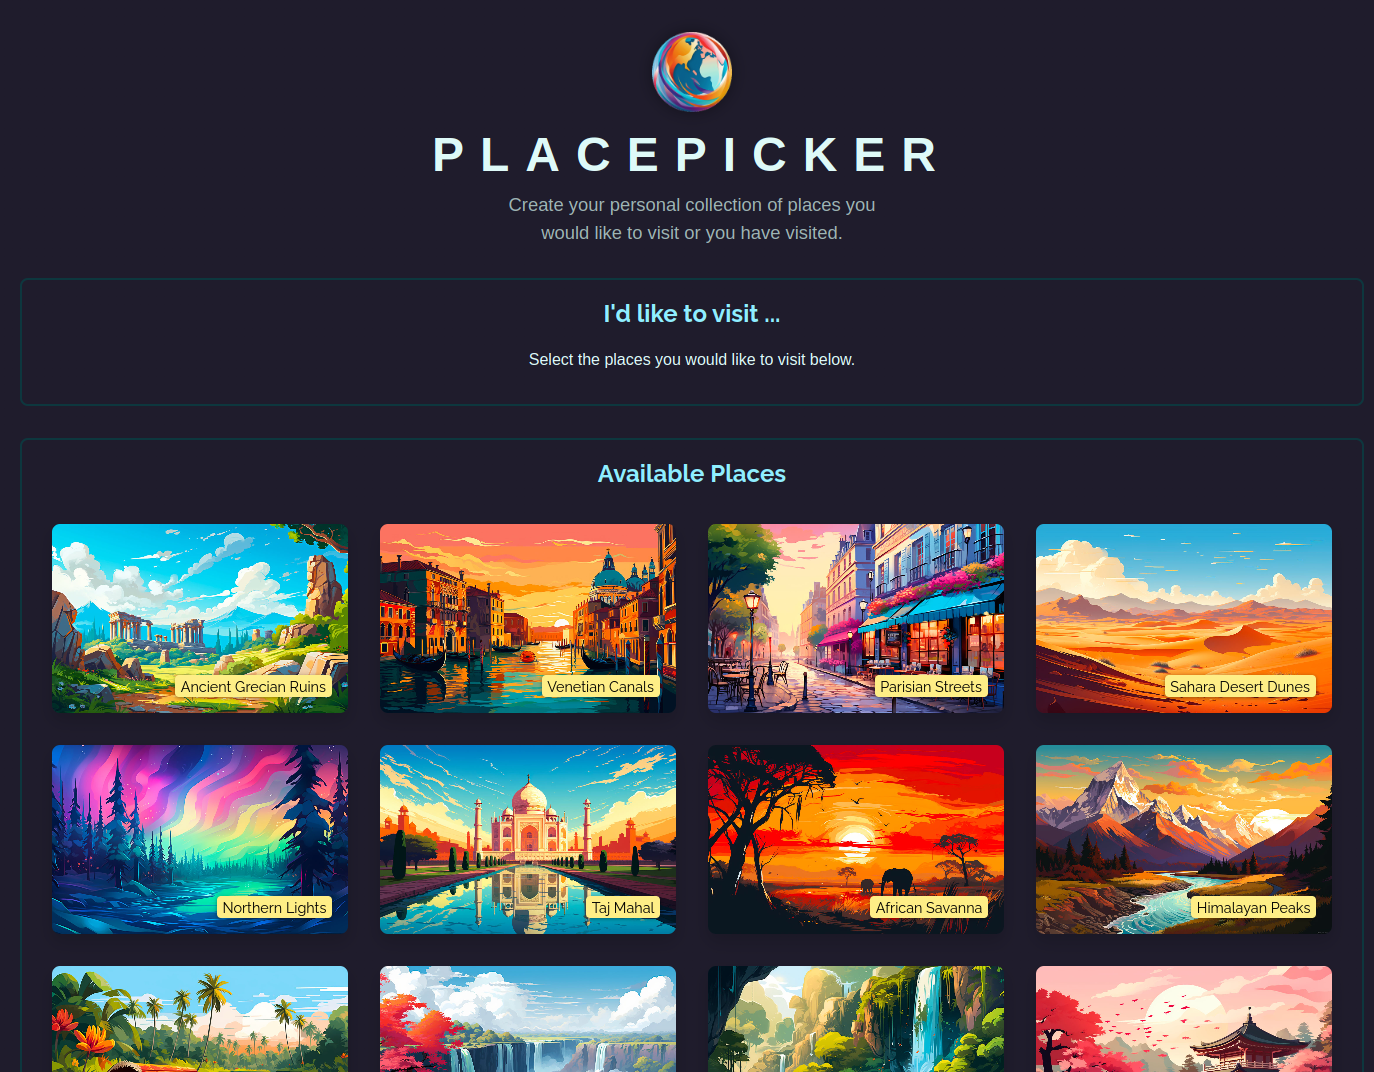 PLACEPICKER
Create your personal collection of places you
would like to visit or you have visited.
I'd like to visit ...
Select the places you would like to visit below.
Available Places
Ancient Grecian Ruins
Venetian Canals
Parisian Streets
Sahara Desert Dunes
Northern Lights
Taj Mahal
African Savanna
Himalayan Peaks